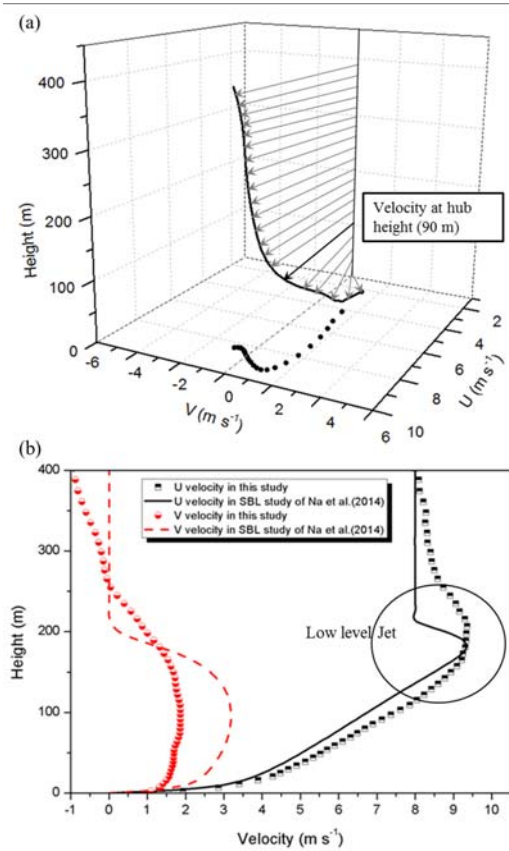 (a)
400
300
200
100
0
Height (m)
-6
-4
-2
0
2
4
6
V (m s⁻¹)
2
4
6
8
10
U (m s⁻¹)
Velocity at hub
height (90 m)
(b)
400
300
200
100
0
Height (m)
U velocity in this study
U velocity in SBL study of Na et al.(2014)
V velocity in this study
V velocity in SBL study of Na et al.(2014)
Low level Jet
-1 0 1 2 3 4 5 6 7 8 9 10
Velocity (m s⁻¹)